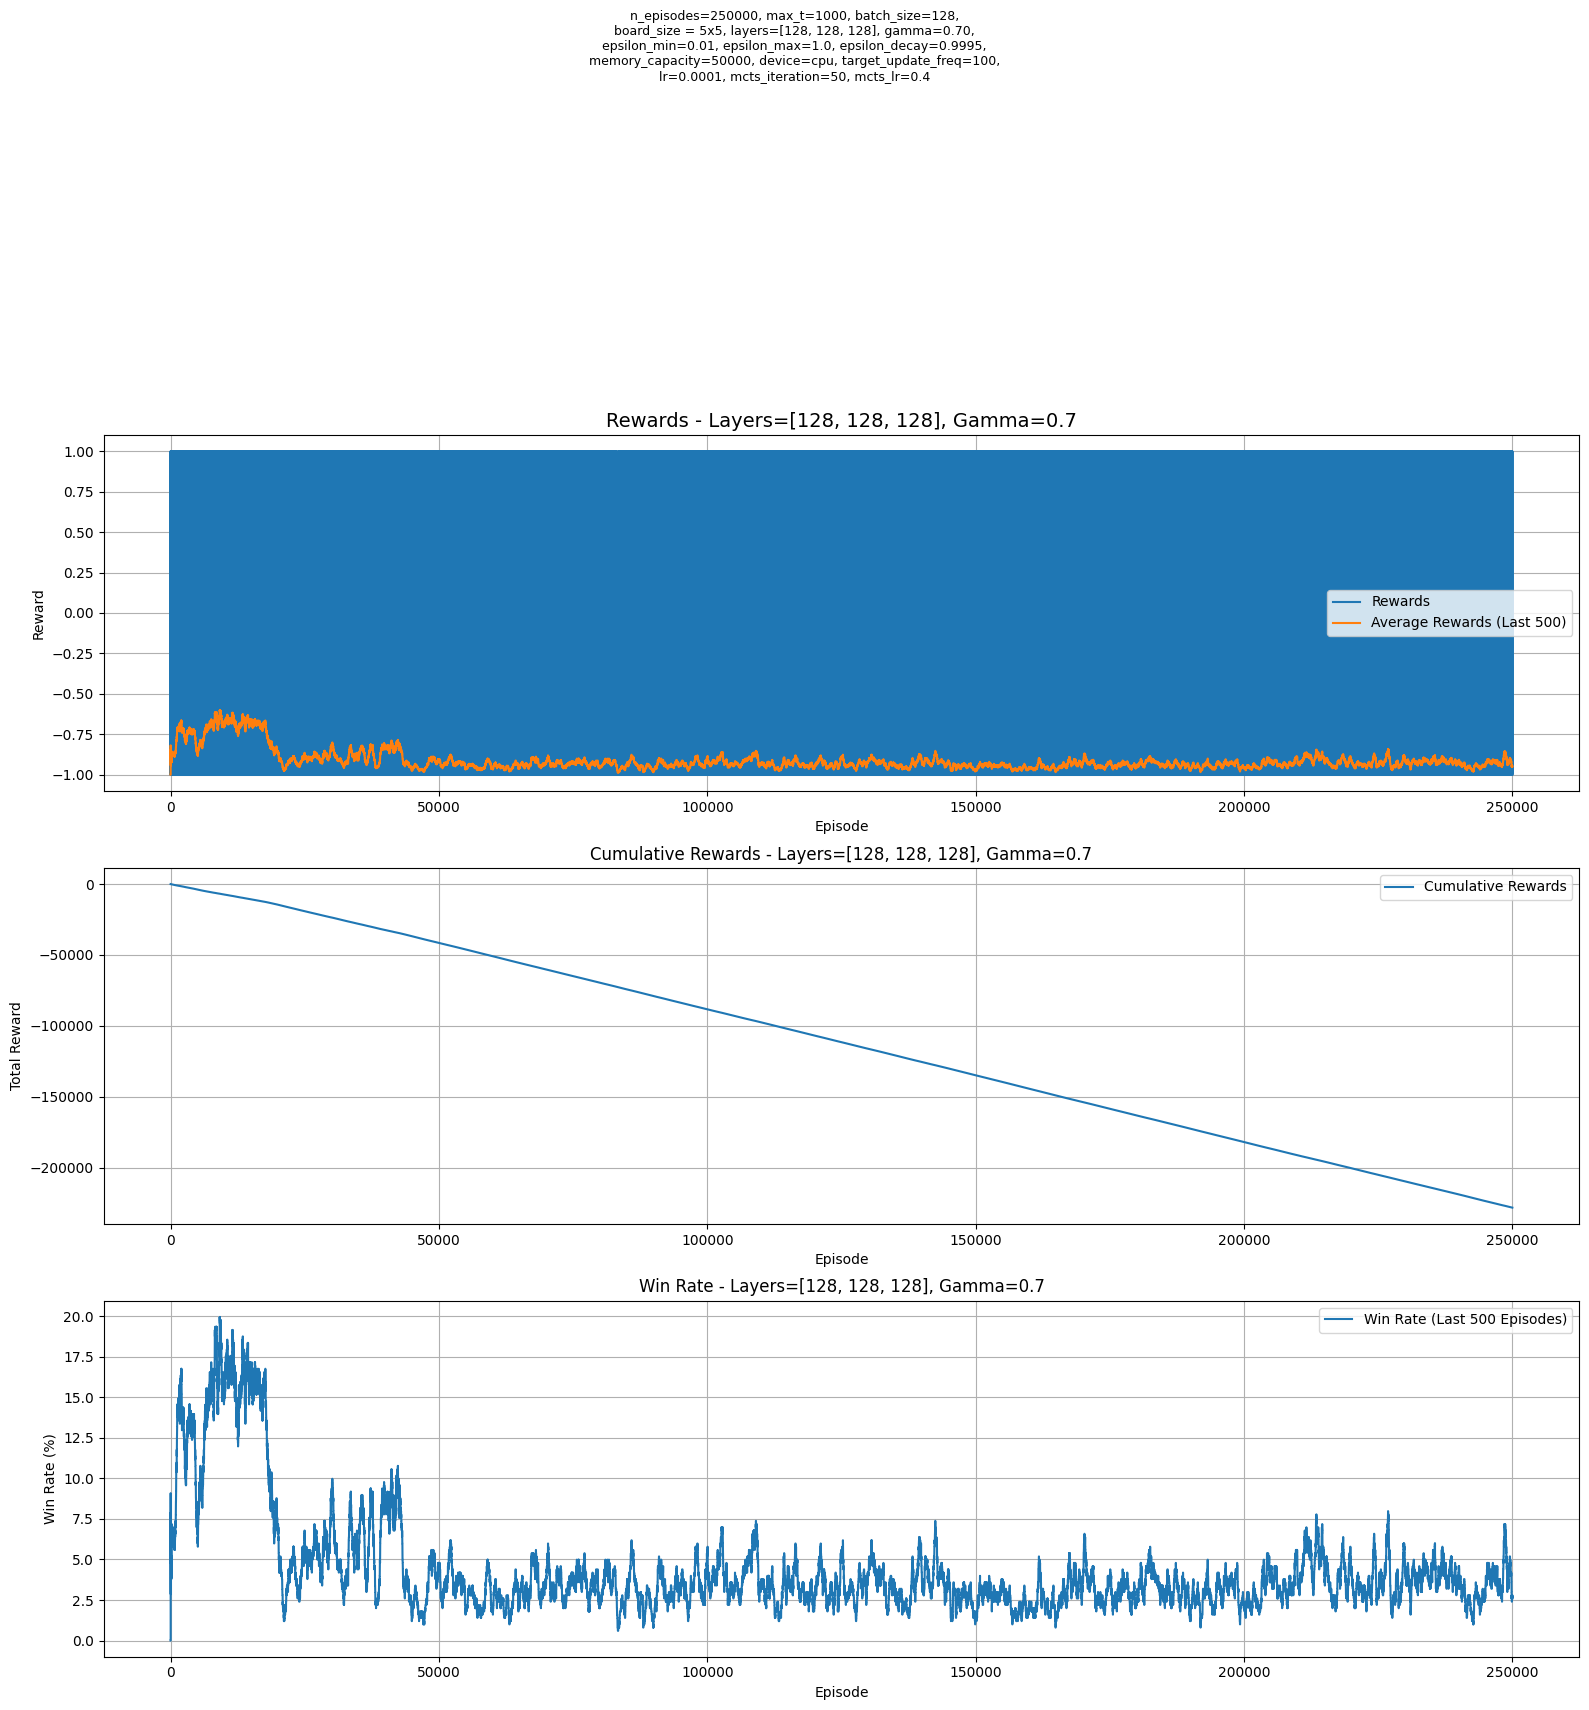 n_episodes=250000, max_t=1000, batch_size=128,
board_size = 5x5, layers=[128, 128, 128], gamma=0.70,
epsilon_min=0.01, epsilon_max=1.0, epsilon_decay=0.9995,
memory_capacity=50000, device=cpu, target_update_freq=100,
lr=0.0001, mcts_iteration=50, mcts_lr=0.4
Rewards - Layers=[128, 128, 128], Gamma=0.7
1.00
0.75
0.50
0.25
0.00
−0.25
−0.50
−0.75
−1.00
Reward
Rewards
Average Rewards (Last 500)
0 50000 100000 150000 200000 250000
Episode
Cumulative Rewards - Layers=[128, 128, 128], Gamma=0.7
0
−50000
−100000
−150000
−200000
Total Reward
Cumulative Rewards
0 50000 100000 150000 200000 250000
Episode
Win Rate - Layers=[128, 128, 128], Gamma=0.7
20.0
17.5
15.0
12.5
10.0
7.5
5.0
2.5
0.0
Win Rate (%)
Win Rate (Last 500 Episodes)
0 50000 100000 150000 200000 250000
Episode